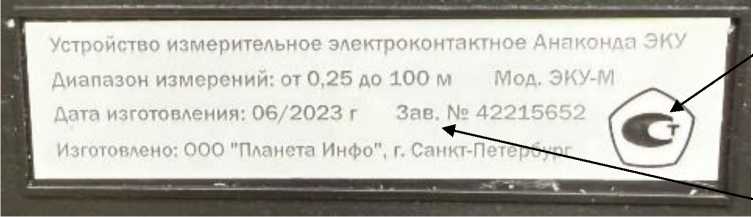 Устройство измерительное электроконтактное Анаконда ЭКУ
Диапазон измерений: от 0,25 до 100 м Мод. ЭКУ-М
Дата изготовления: 06/2023 г Зав. № 42215652
Изготовлено: ООО "Планета Инфо", г. Санкт-Петербург